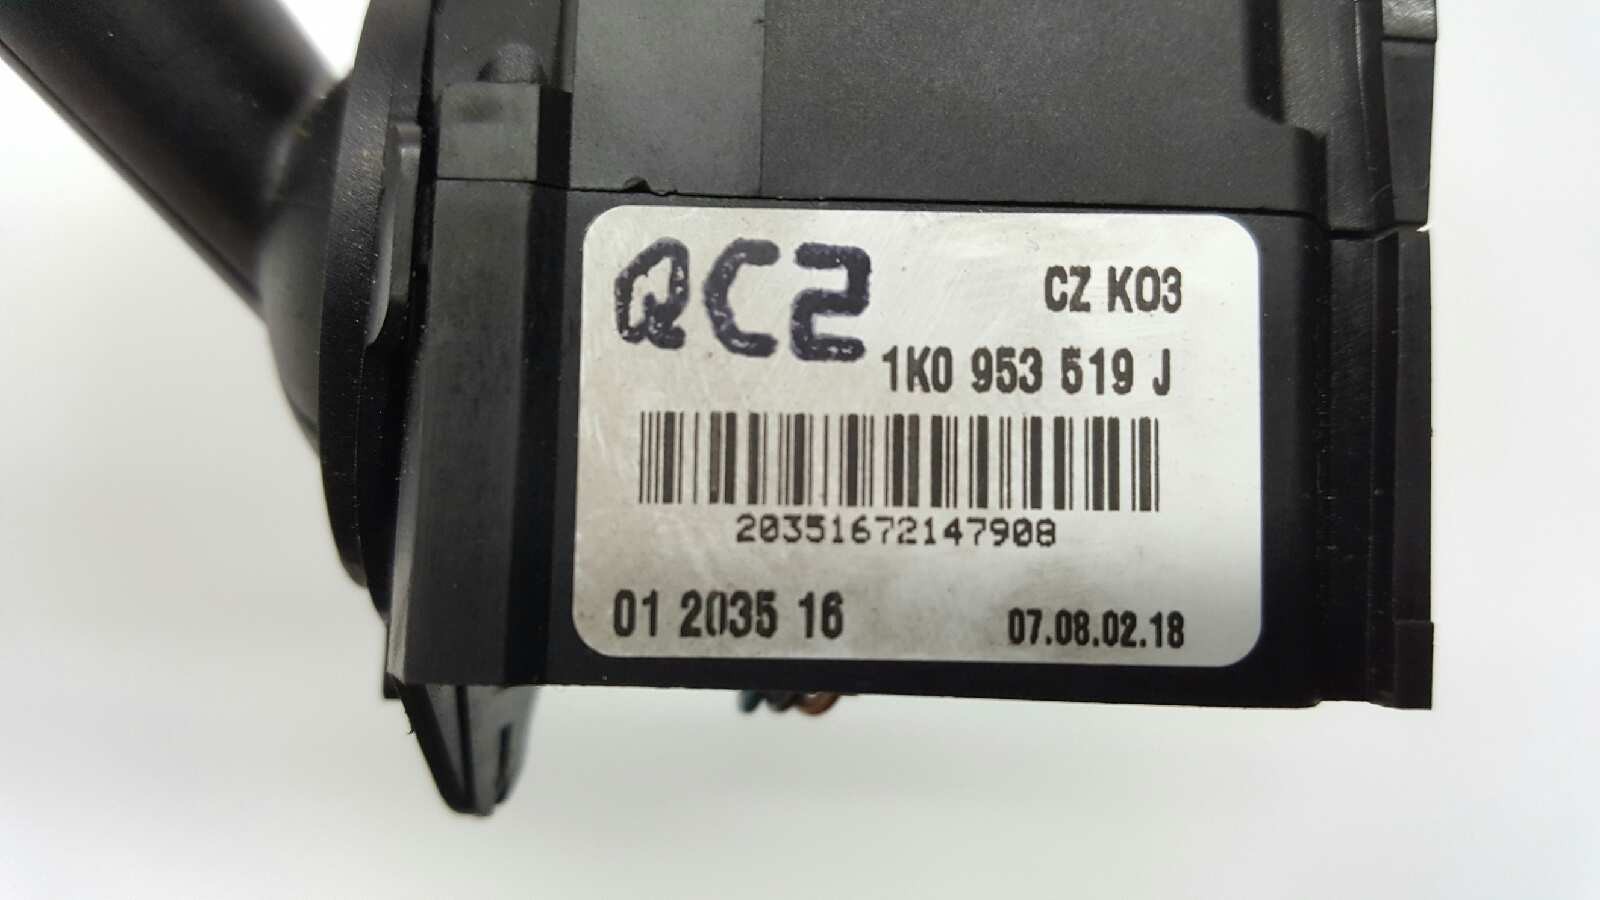 QC2
CZ K03
1K0 953 519 J
20351672147908
01 2035 16
07.08.02.18